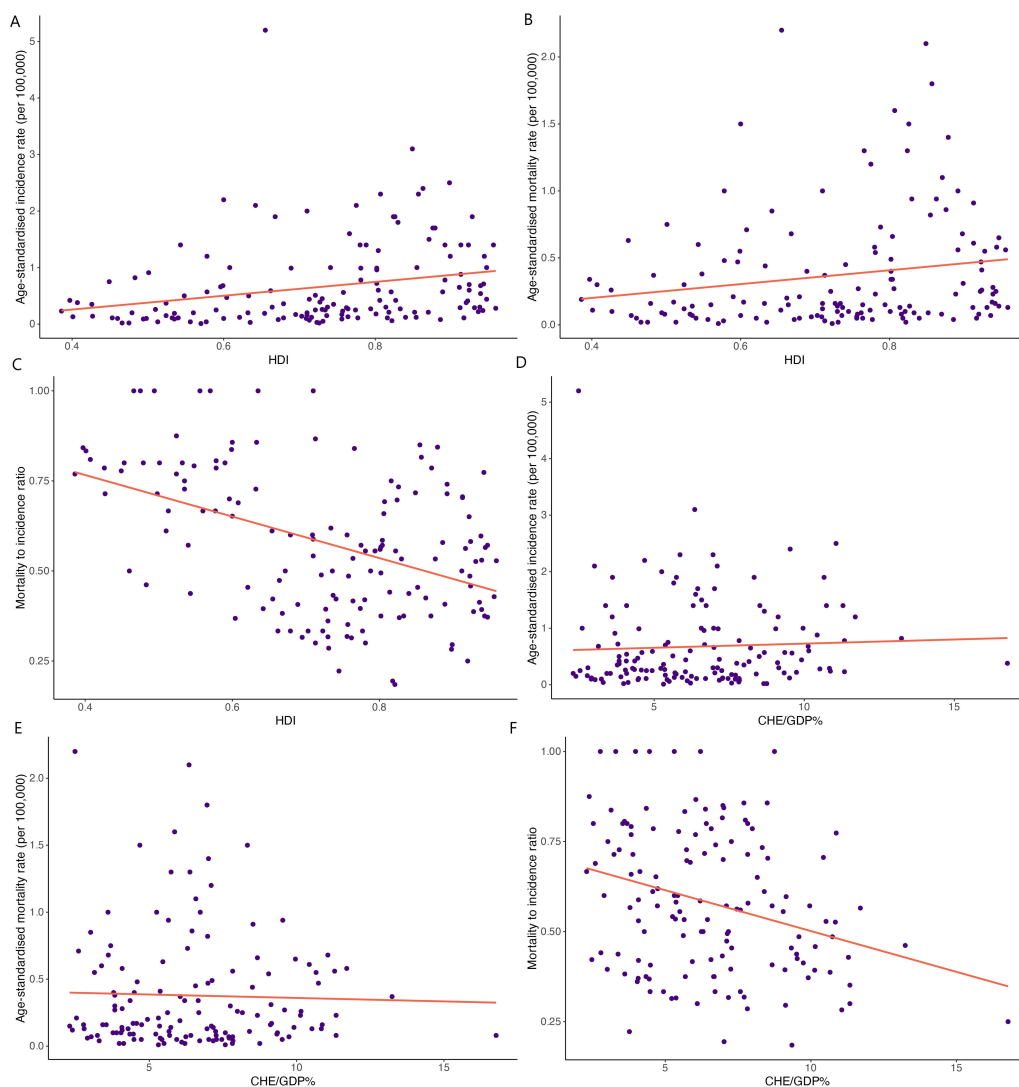 A
Age-standardised incidence rate (per 100,000)
5
4
3
2
1
0
0.4 0.6 0.8
HDI
B
Age-standardised mortality rate (per 100,000)
2.0
1.5
1.0
0.5
0.0
0.4 0.6 0.8
HDI
C
Mortality to incidence ratio
1.00
0.75
0.50
0.25
0.4 0.6 0.8
HDI
D
Age-standardised incidence rate (per 100,000)
5
4
3
2
1
0
5 10 15
CHE/GDP%
E
Age-standardised mortality rate (per 100,000)
2.0
1.5
1.0
0.5
0.0
5 10 15
CHE/GDP%
F
Mortality to incidence ratio
1.00
0.75
0.50
0.25
5 10 15
CHE/GDP%